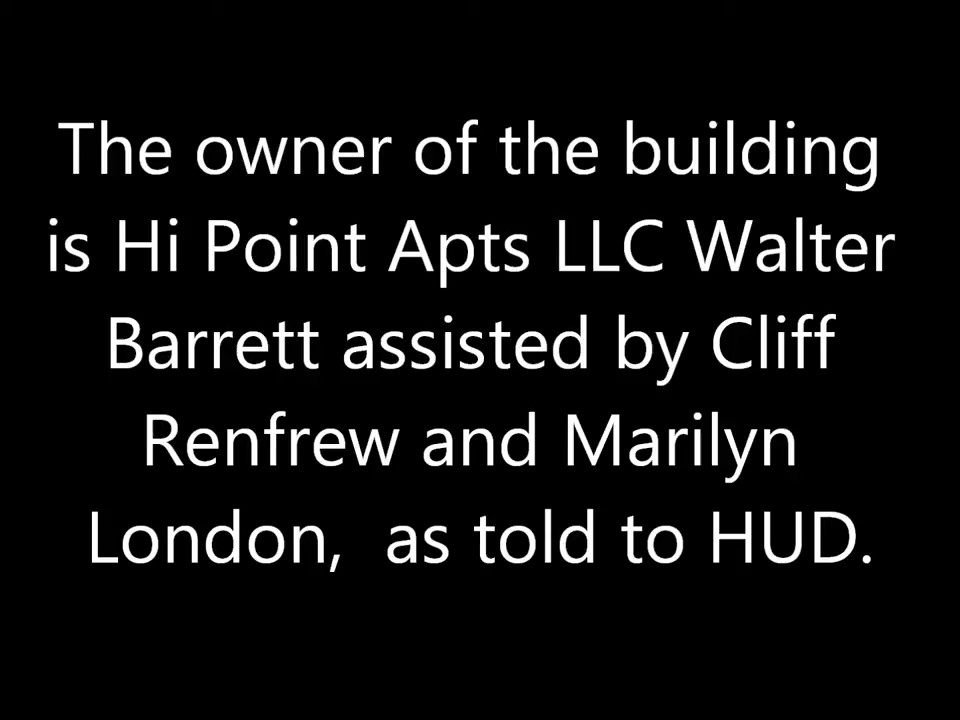 The owner of the building
is Hi Point Apts LLC Walter
Barrett assisted by Cliff
Renfrew and Marilyn
London,  as told to HUD.